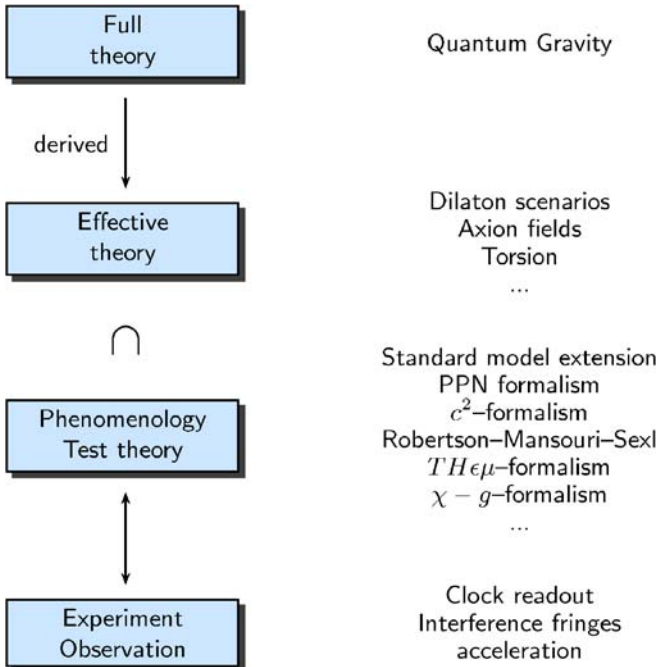 Full
theory
Quantum Gravity
derived
Effective
theory
Dilaton scenarios
Axion fields
Torsion
...
∩
Phenomenology
Test theory
Standard model extension
PPN formalism
c²–formalism
Robertson–Mansouri–Sexl
THϵμ–formalism
χ − g–formalism
...
Experiment
Observation
Clock readout
Interference fringes
acceleration